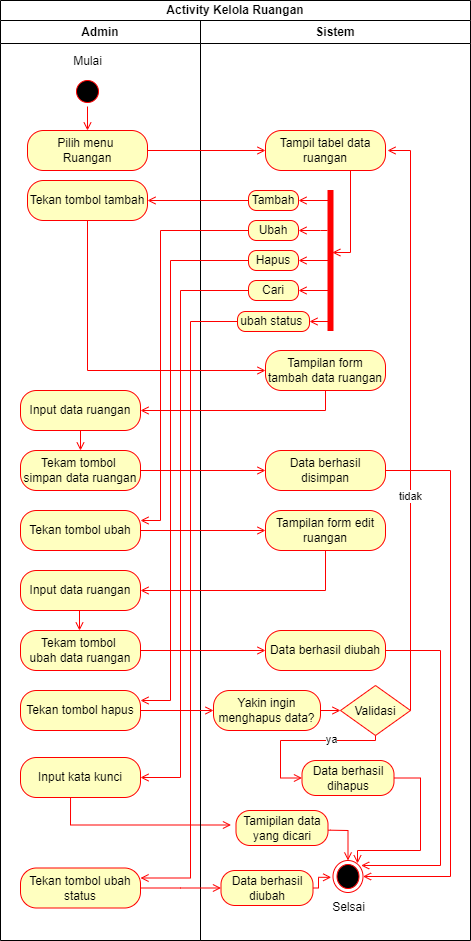 Activity Kelola Ruangan
Admin
Sistem
Mulai
Pilih menu
Ruangan
Tampil tabel data
ruangan
Tekan tombol tambah
Tambah
Ubah
Hapus
Cari
ubah status
Tampilan form
tambah data ruangan
Input data ruangan
Tekam tombol
simpan data ruangan
Data berhasil
disimpan
tidak
Tekan tombol ubah
Tampilan form edit
ruangan
Input data ruangan
Tekam tombol
ubah data ruangan
Data berhasil diubah
Tekan tombol hapus
Yakin ingin
menghapus data?
Validasi
ya
Input kata kunci
Data berhasil
dihapus
Tamipilan data
yang dicari
Tekan tombol ubah
status
Data berhasil
diubah
Selsai